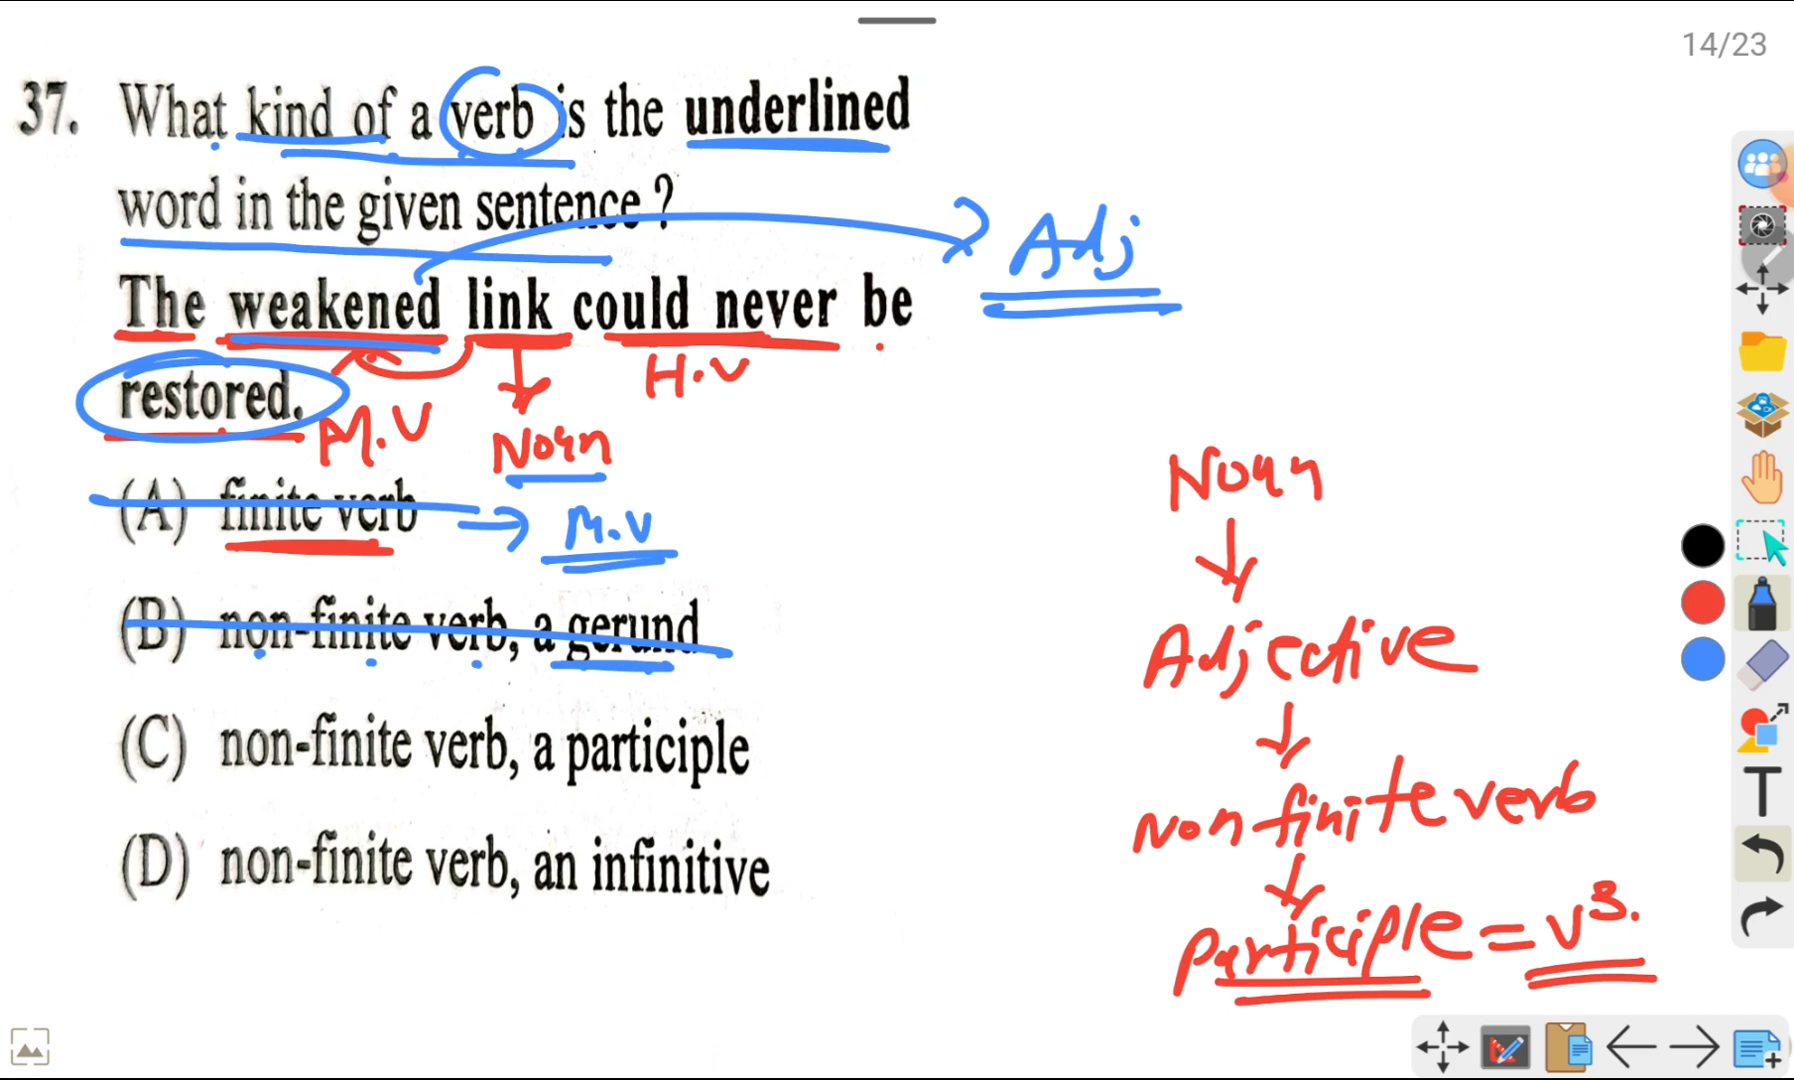 14/23
37. What kind of a verb is the underlined
word in the given sentence ?
Adj
The weakened link could never be
H.V
restored.
M.V
Noun
Noun
(A) finite verb
M.V
(B) non-finite verb, a gerund
Adjective
(C) non-finite verb, a participle
Non finite verb
(D) non-finite verb, an infinitive
Participle = V3.
T